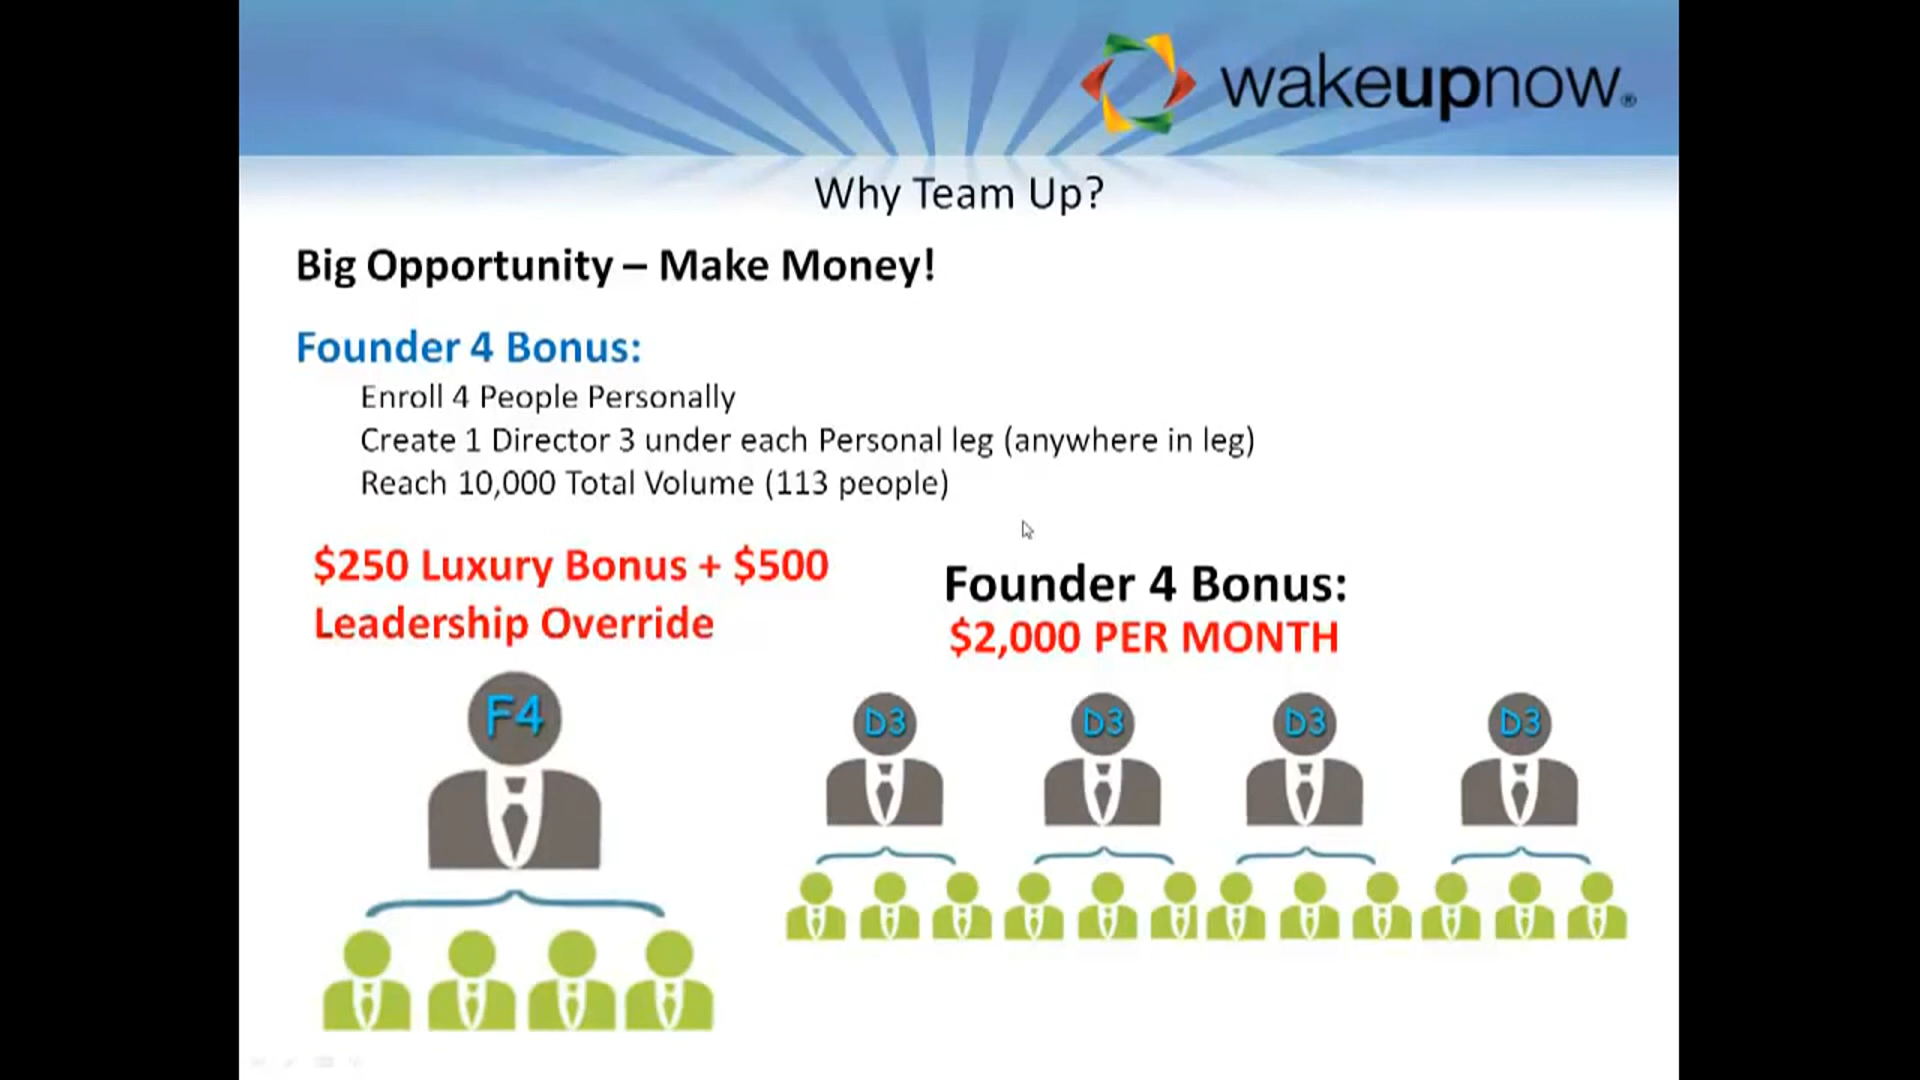 wakeupnow®
Why Team Up?
Big Opportunity – Make Money!
Founder 4 Bonus:
Enroll 4 People Personally
Create 1 Director 3 under each Personal leg (anywhere in leg)
Reach 10,000 Total Volume (113 people)
$250 Luxury Bonus + $500
Leadership Override
Founder 4 Bonus:
$2,000 PER MONTH
F4
D3 D3 D3 D3